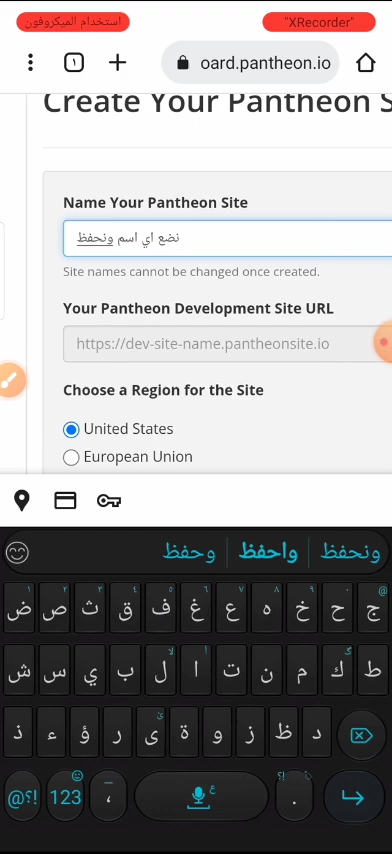 استخدام الميكروفون
"XRecorder"
١
oard.pantheon.io
Create Your Pantheon S
Name Your Pantheon Site
نضع اي اسم ونحفظ
Site names cannot be changed once created.
Your Pantheon Development Site URL
https://dev-site-name.pantheonsite.io
Choose a Region for the Site
United States
European Union
ونحفظ واحفظ وحفظ
ج ح خ ه ع غ ف ق ث ص ض
ط ك م ن ت ا ل ب ي س ش
د ظ ز و ة ى ر ؤ ء ذ
@؟! 123 ، ع .